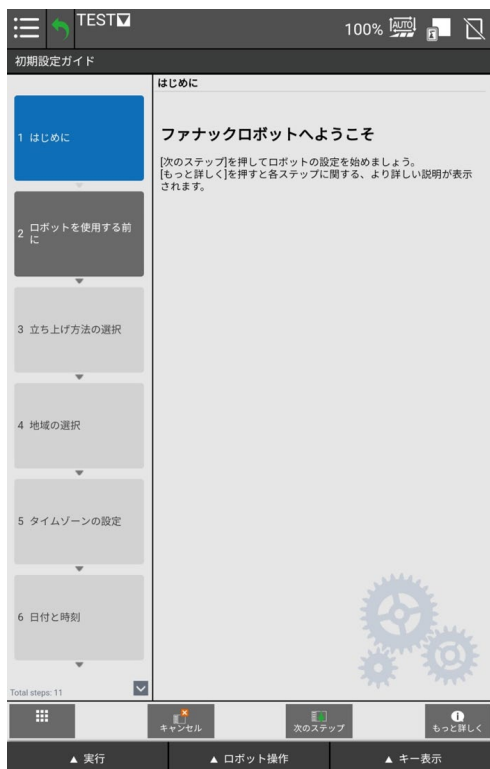 TEST
100%
AUTO
初期設定ガイド
はじめに
1 はじめに
2 ロボットを使用する前
に
3 立ち上げ方法の選択
4 地域の選択
5 タイムゾーンの設定
6 日付と時刻
Total steps: 11
ファナックロボットへようこそ
[次のステップ]を押してロボットの設定を始めましょう。
[もっと詳しく]を押すと各ステップに関する、より詳しい説明が表示
されます。
キャンセル
次のステップ
もっと詳しく
▲ 実行
▲ ロボット操作
▲ キー表示